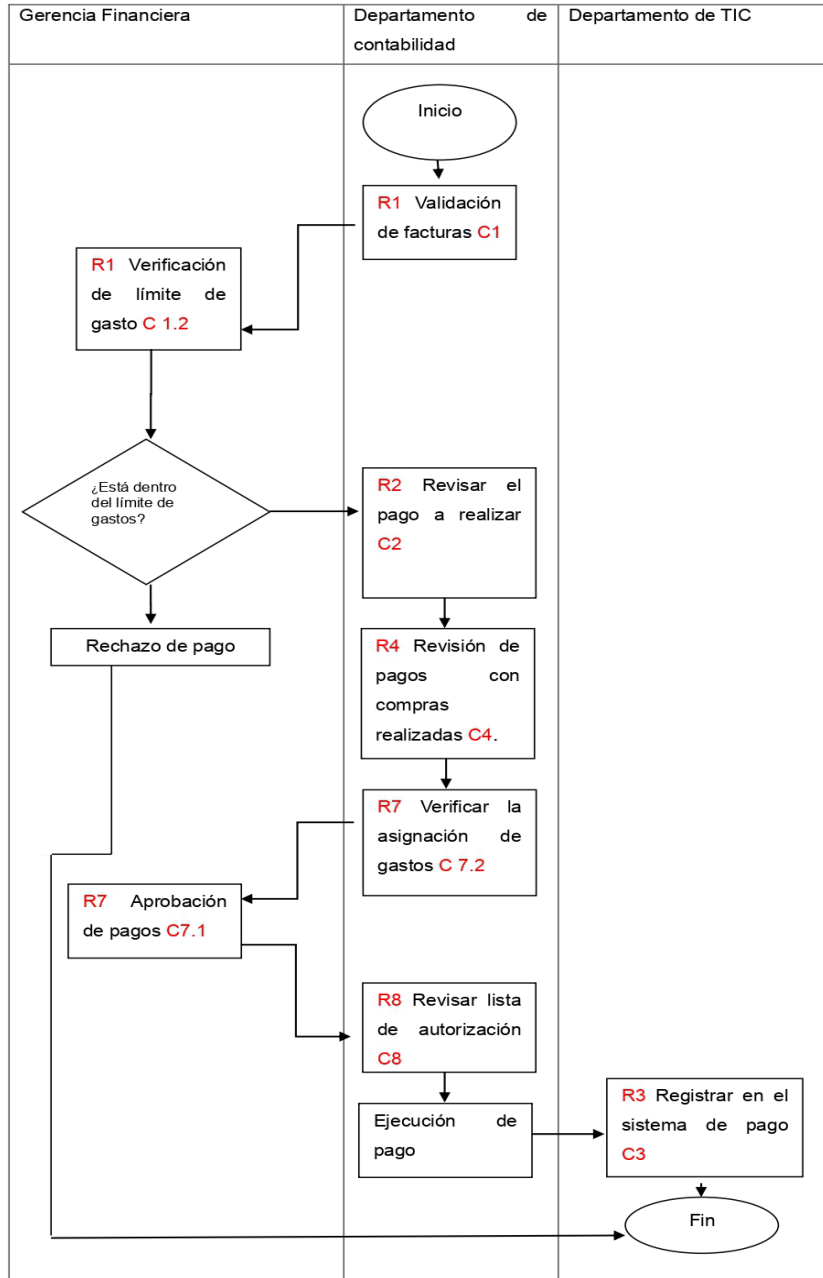 Gerencia Financiera
Departamento de
contabilidad
Departamento de TIC
Inicio
R1 Validación
de facturas C1
R1 Verificación
de límite de
gasto C 1.2
¿Está dentro
del límite de
gastos?
R2 Revisar el
pago a realizar
C2
Rechazo de pago
R4 Revisión de
pagos con
compras
realizadas C4.
R7 Verificar la
asignación de
gastos C 7.2
R7 Aprobación
de pagos C7.1
R8 Revisar lista
de autorización
C8
Ejecución de
pago
R3 Registrar en el
sistema de pago
C3
Fin